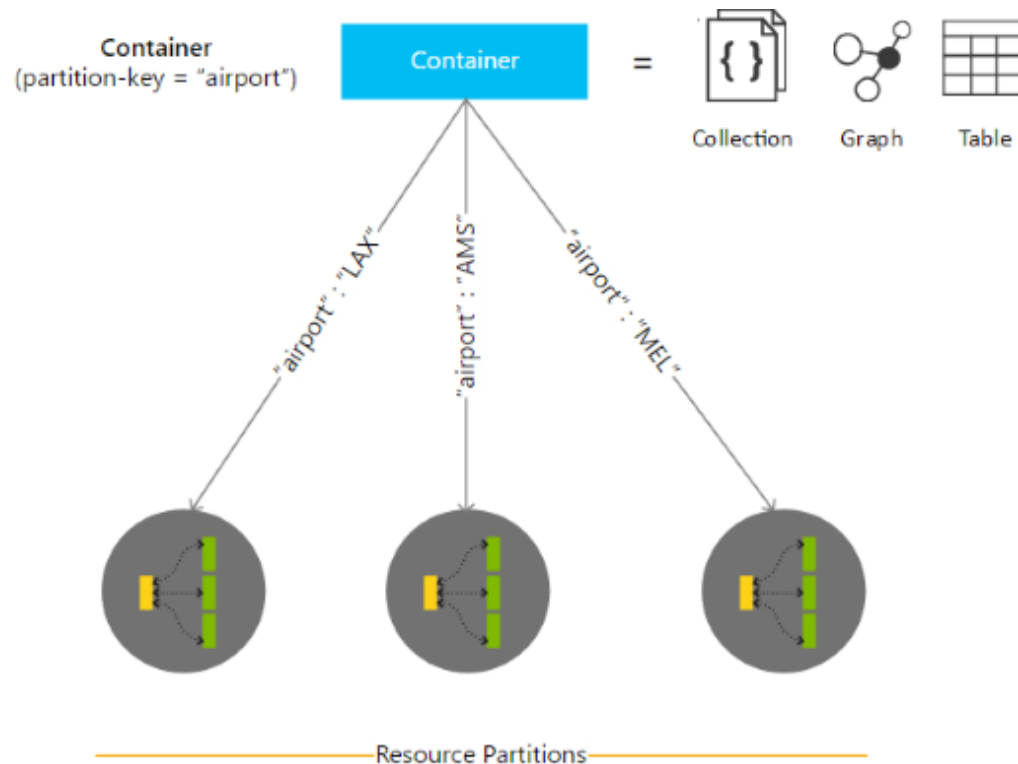 Container
(partition-key = "airport")
Container
=
{ }
Collection
Graph
Table
"airport" : "LAX"
"airport" : "AMS"
"airport" : "MEL"
Resource Partitions